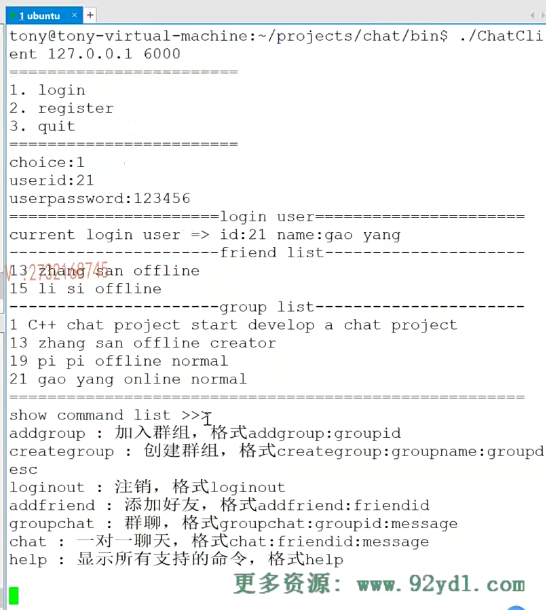 1 ubuntu × +
tony@tony-virtual-machine:~/projects/chat/bin$ ./ChatCli
ent 127.0.0.1 6000
========================
1. login
2. register
3. quit
========================
choice:1
userid:21
userpassword:123456
======================login user======================
current login user => id:21 name:gao yang
----------------------friend list---------------------
13 zhang san offline
15 li si offline
----------------------group list----------------------
1 C++ chat project start develop a chat project
13 zhang san offline creator
19 pi pi offline normal
21 gao yang online normal
======================================================
show command list >>>
addgroup : 加入群组，格式addgroup:groupid
creategroup : 创建群组，格式creategroup:groupname:groupd
esc
loginout : 注销，格式loginout
addfriend : 添加好友，格式addfriend:friendid
groupchat : 群聊，格式groupchat:groupid:message
chat : 一对一聊天，格式chat:friendid:message
help : 显示所有支持的命令，格式help
更多资源：www.92ydl.com